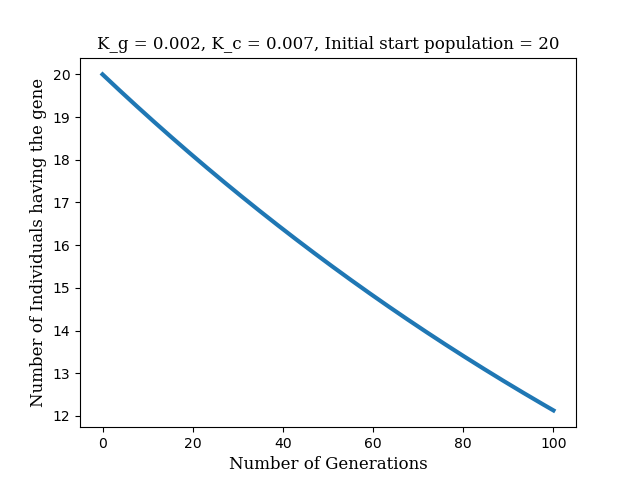 K_g = 0.002, K_c = 0.007, Initial start population = 20
Number of Individuals having the gene
20
19
18
17
16
15
14
13
12
0 20 40 60 80 100
Number of Generations